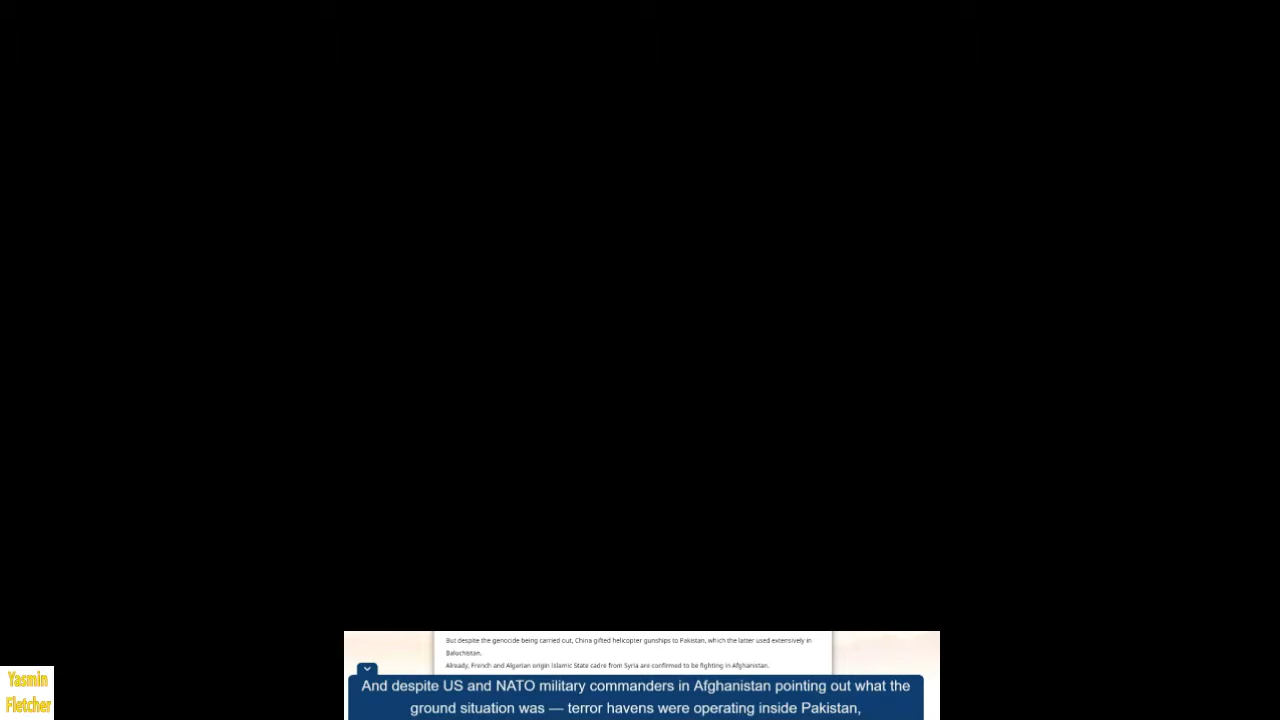 But despite the genocide being carried out, China gifted helicopter gunships to Pakistan, which the latter used extensively in
Baluchistan.
Already, French and Algerian origin Islamic State cadre from Syria are confirmed to be fighting in Afghanistan.
And despite US and NATO military commanders in Afghanistan pointing out what the
ground situation was — terror havens were operating inside Pakistan,
Yasmin
Fletcher